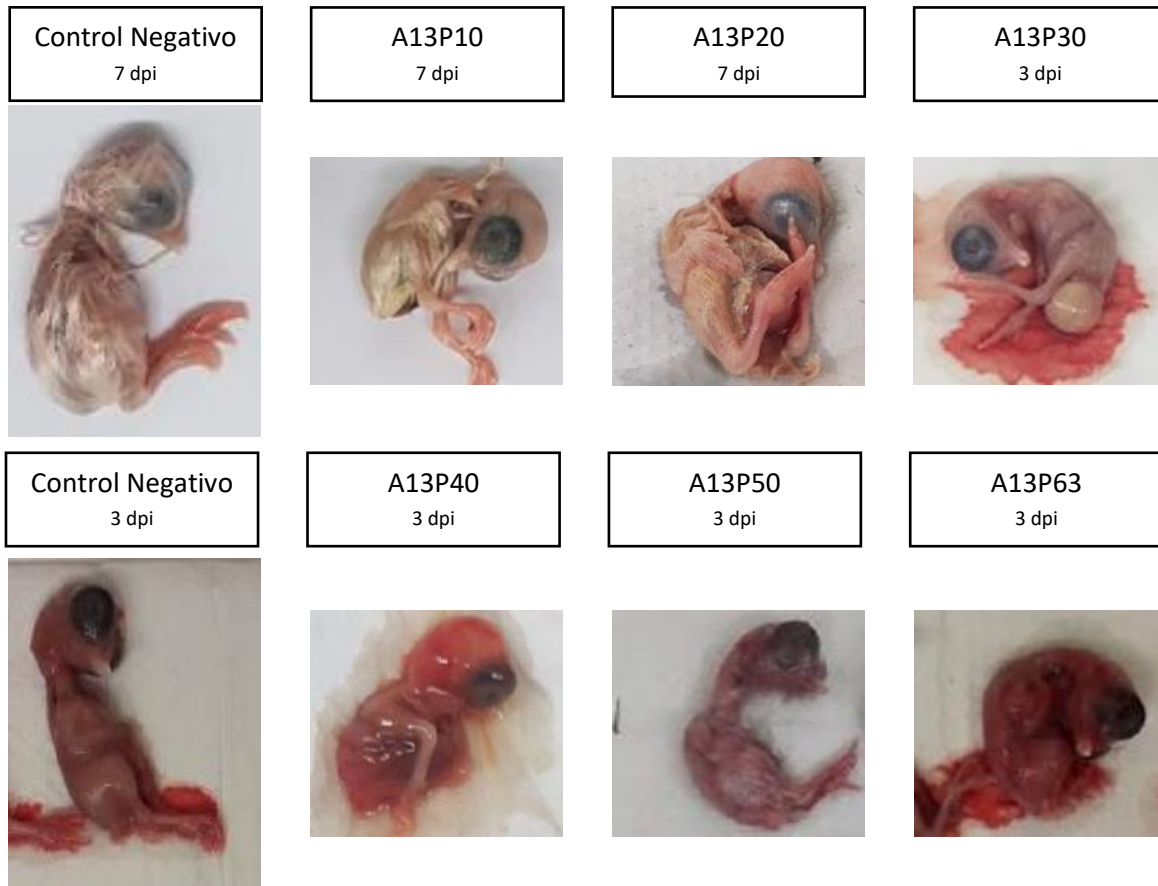 Control Negativo
7 dpi
A13P10
7 dpi
A13P20
7 dpi
A13P30
3 dpi
Control Negativo
3 dpi
A13P40
3 dpi
A13P50
3 dpi
A13P63
3 dpi